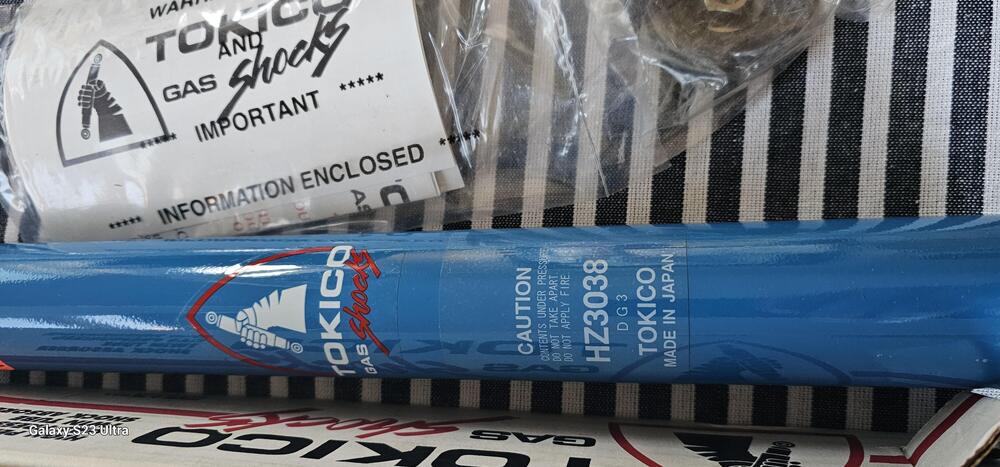 WARR
TOKICO
AND
GAS Shocks
***** IMPORTANT *****
***** INFORMATION ENCLOSED *****
TOKICO
GAS Shocks
CAUTION
CONTENTS UNDER PRESSURE
DO NOT TAKE APART
DO NOT APPLY FIRE
HZ3038
DG3
TOKICO
MADE IN JAPAN
TOKICO
GAS Shocks
Galaxy S23 Ultra